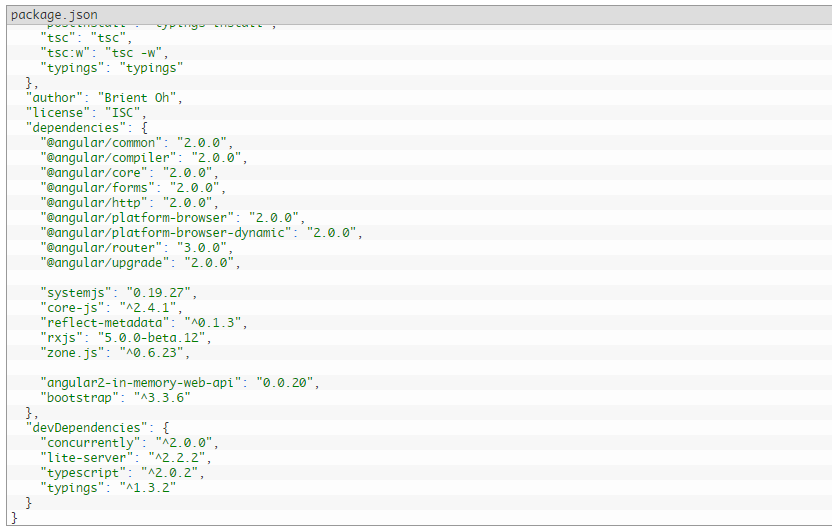 package.json
"postinstall": "typings install",
"tsc": "tsc",
"tsc:w": "tsc -w",
"typings": "typings"
},
"author": "Brient Oh",
"license": "ISC",
"dependencies": {
"@angular/common": "2.0.0",
"@angular/compiler": "2.0.0",
"@angular/core": "2.0.0",
"@angular/forms": "2.0.0",
"@angular/http": "2.0.0",
"@angular/platform-browser": "2.0.0",
"@angular/platform-browser-dynamic": "2.0.0",
"@angular/router": "3.0.0",
"@angular/upgrade": "2.0.0",
"systemjs": "0.19.27",
"core-js": "^2.4.1",
"reflect-metadata": "^0.1.3",
"rxjs": "5.0.0-beta.12",
"zone.js": "^0.6.23",
"angular2-in-memory-web-api": "0.0.20",
"bootstrap": "^3.3.6"
},
"devDependencies": {
"concurrently": "^2.0.0",
"lite-server": "^2.2.2",
"typescript": "^2.0.2",
"typings": "^1.3.2"
}
}